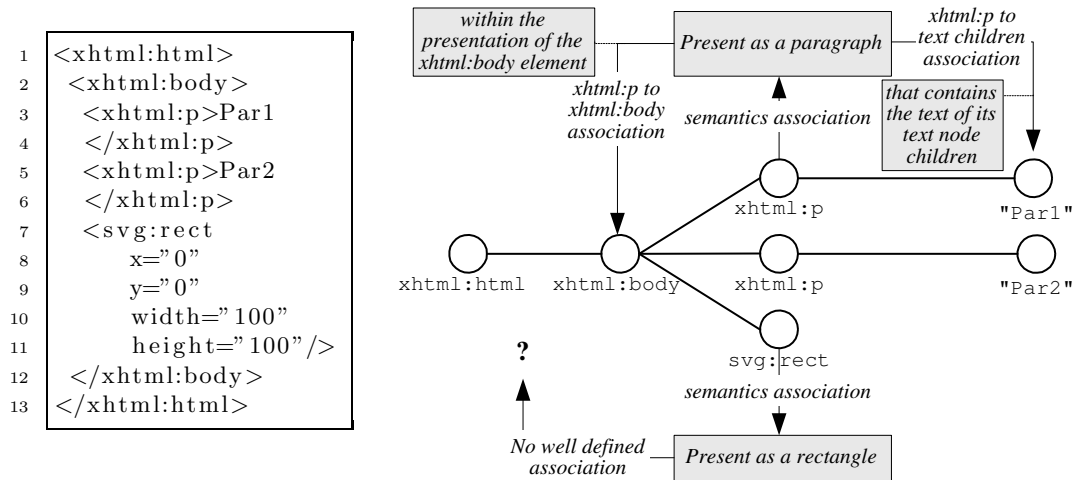 1 <xhtml:html>
2 <xhtml:body>
3 <xhtml:p>Par1
4 </xhtml:p>
5 <xhtml:p>Par2
6 </xhtml:p>
7 <svg:rect
8 x="0"
9 y="0"
10 width="100"
11 height="100"/>
12 </xhtml:body>
13 </xhtml:html>
within the
presentation of the
xhtml:body element
Present as a paragraph
xhtml:p to
text children
association
xhtml:p to
xhtml:body
association
semantics association
that contains
the text of its
text node
children
xhtml:p
"Par1"
xhtml:html
xhtml:body
xhtml:p
"Par2"
svg:rect
?
semantics association
No well defined
association
Present as a rectangle